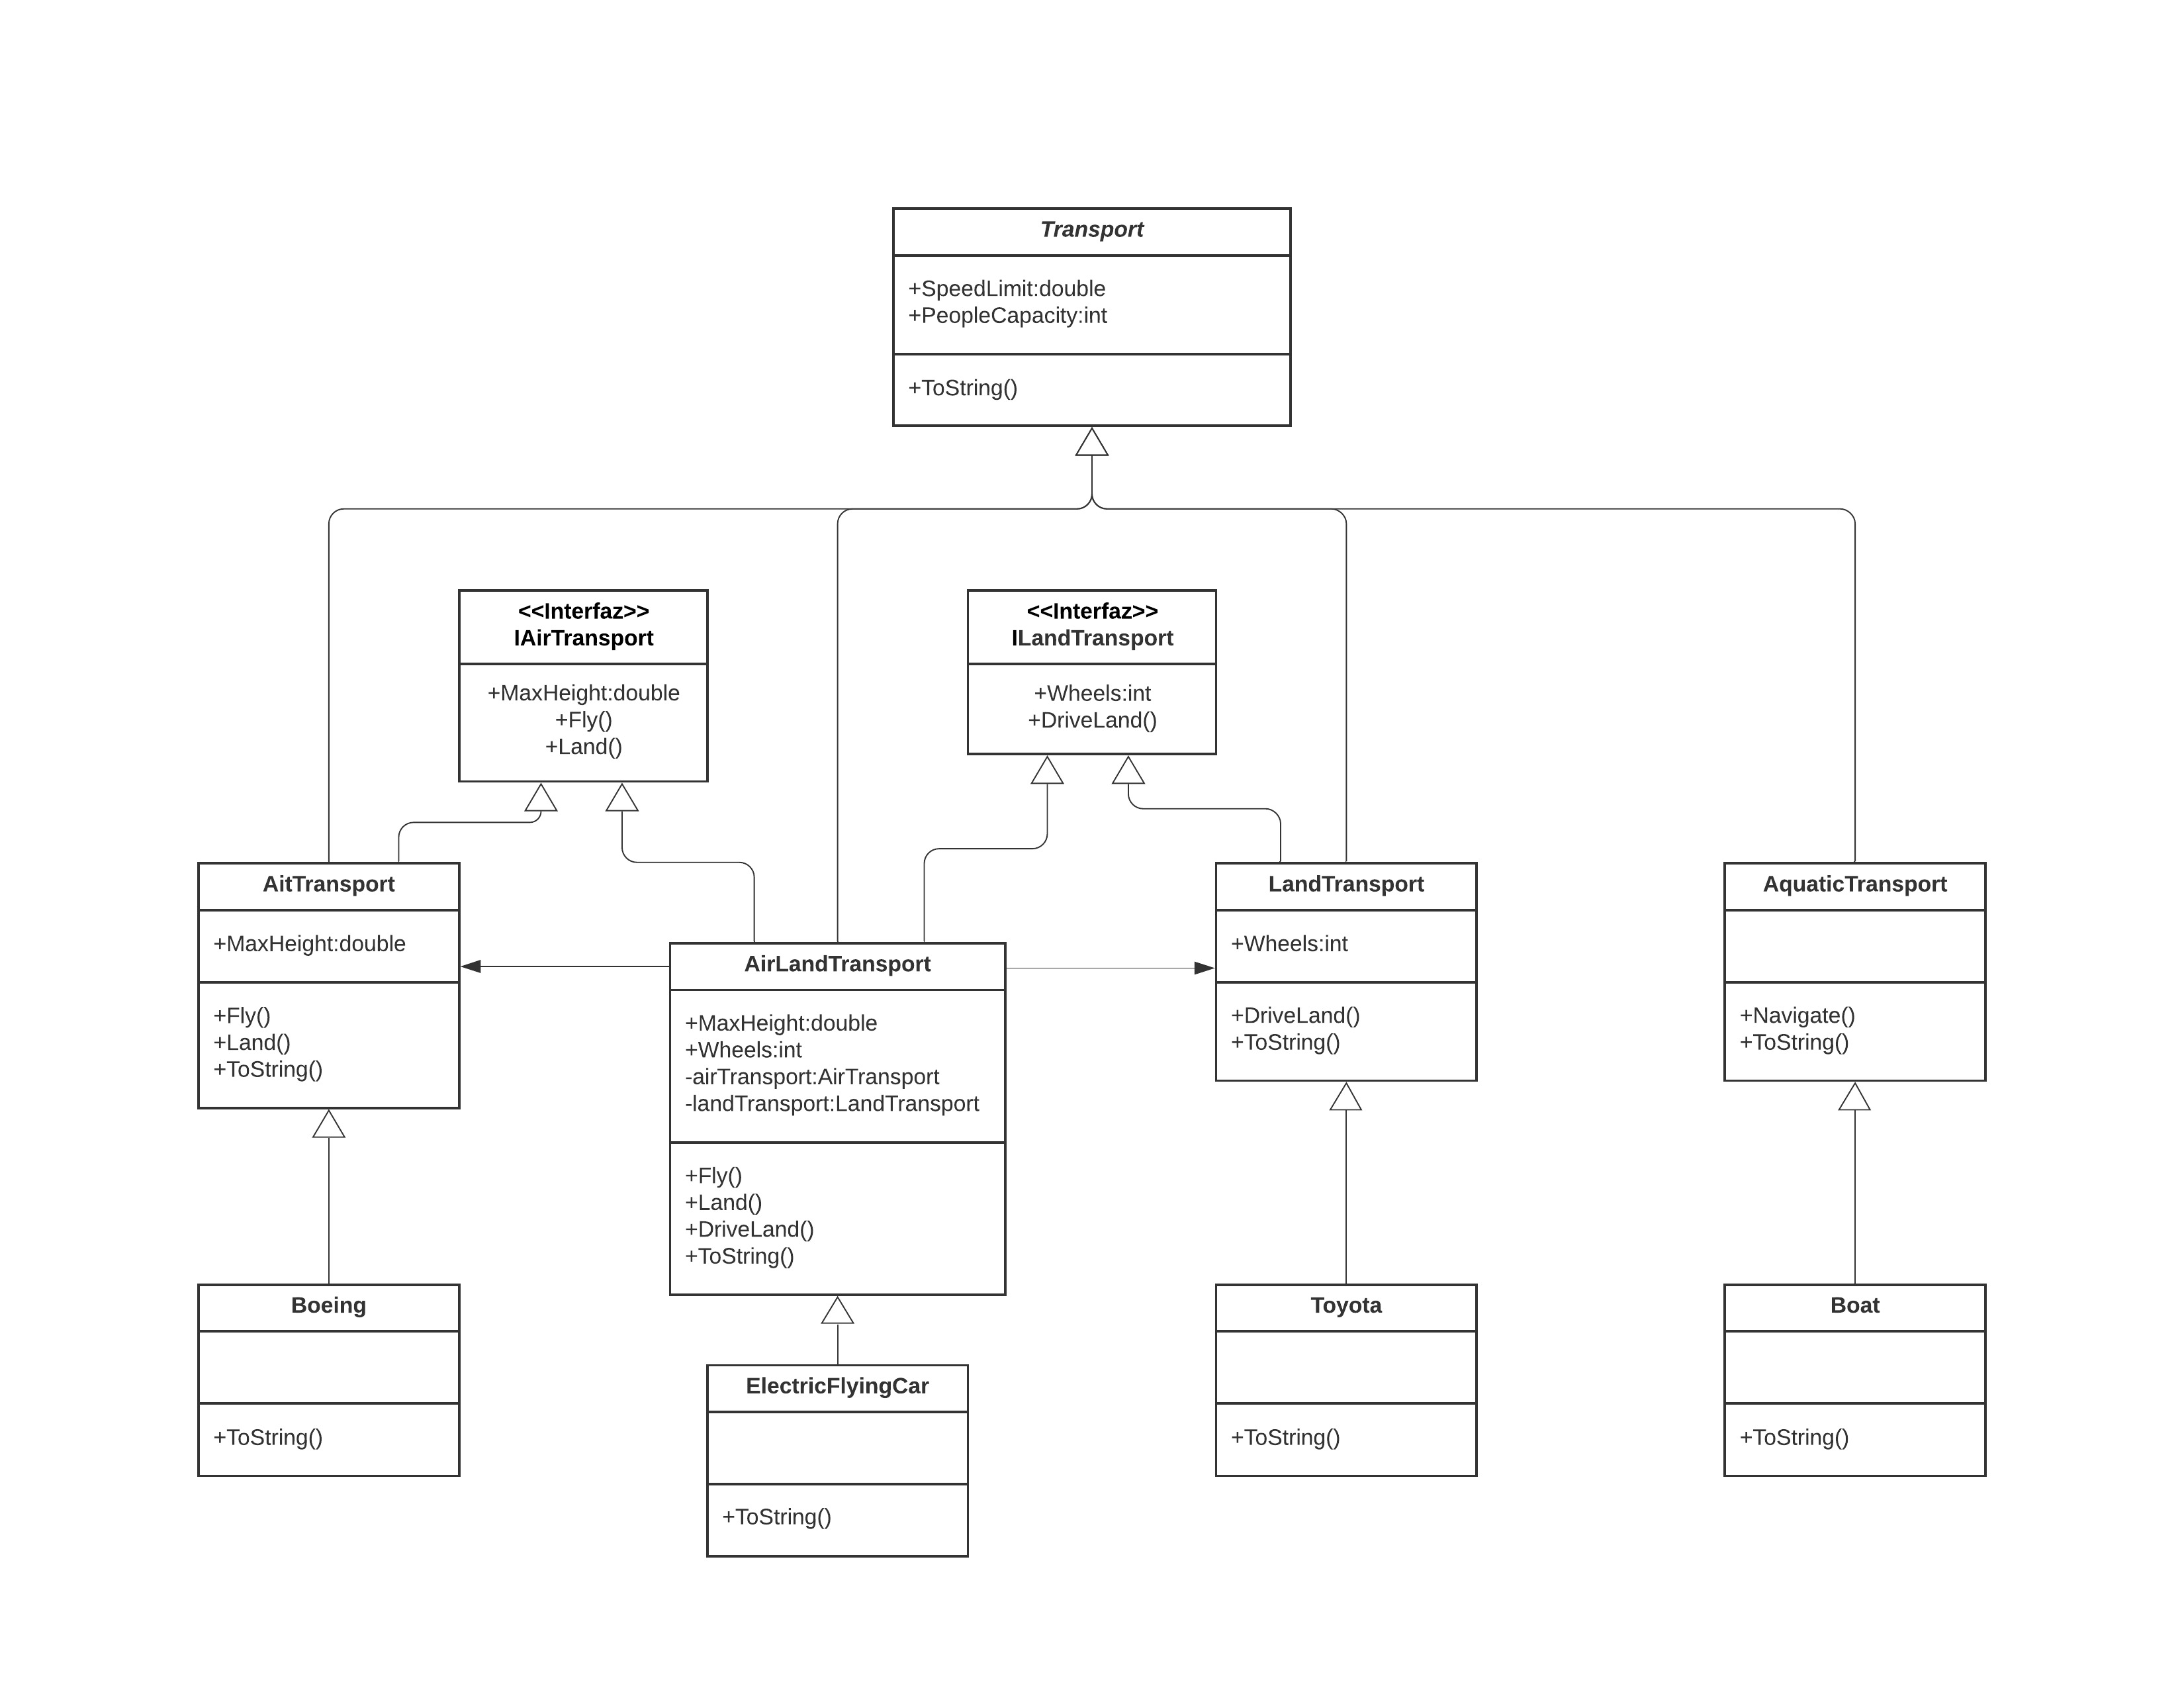 Transport
+SpeedLimit:double
+PeopleCapacity:int
+ToString()
<<Interfaz>>
IAirTransport
+MaxHeight:double
+Fly()
+Land()
<<Interfaz>>
ILandTransport
+Wheels:int
+DriveLand()
AitTransport
+MaxHeight:double
+Fly()
+Land()
+ToString()
AirLandTransport
+MaxHeight:double
+Wheels:int
-airTransport:AirTransport
-landTransport:LandTransport
+Fly()
+Land()
+DriveLand()
+ToString()
LandTransport
+Wheels:int
+DriveLand()
+ToString()
AquaticTransport
+Navigate()
+ToString()
Boeing
+ToString()
ElectricFlyingCar
+ToString()
Toyota
+ToString()
Boat
+ToString()